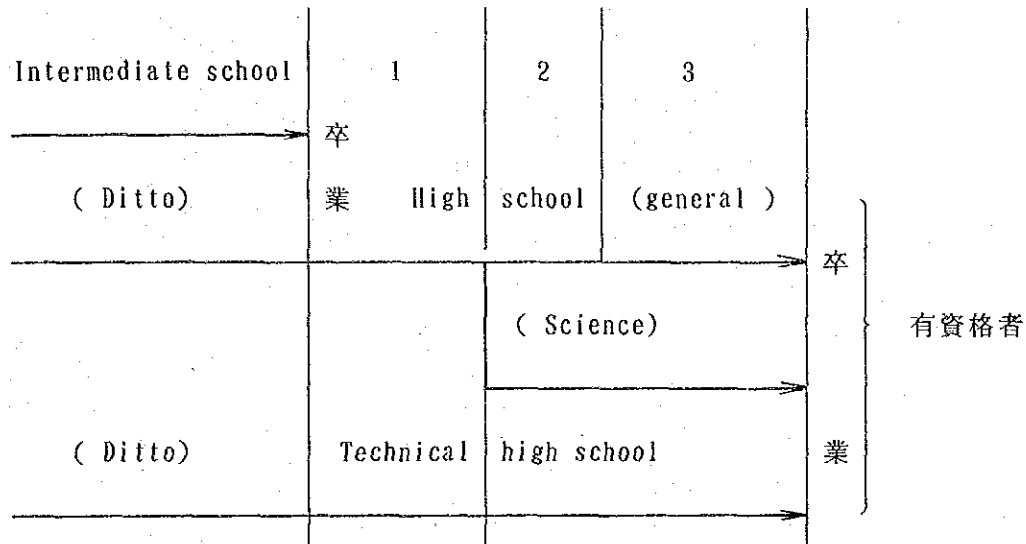 Intermediate school 1 2 3
卒
( Ditto) 業 High school (general )
卒
( Science) 有資格者
( Ditto) Technical high school 業